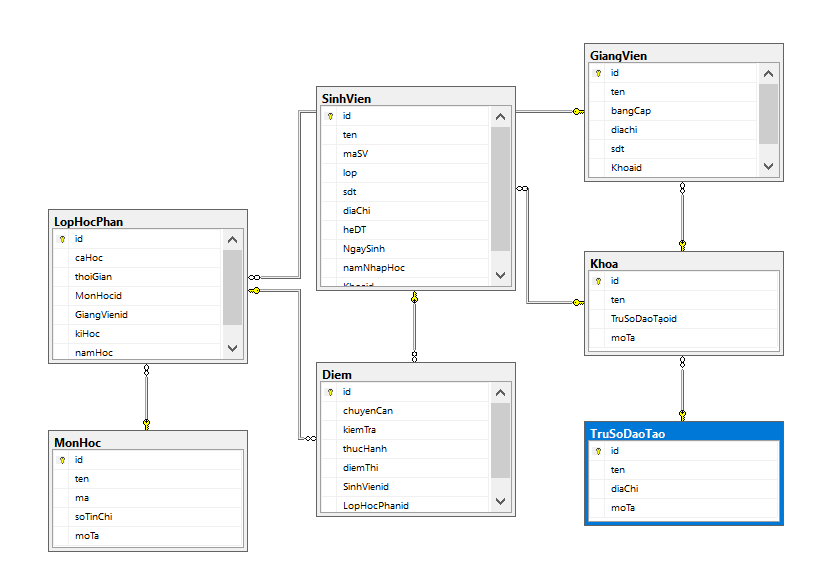 GiangVien
id
ten
bangCap
diachi
sdt
Khoaid
SinhVien
id
ten
maSV
lop
sdt
diaChi
heDT
NgaySinh
namNhapHoc
Khoaid
LopHocPhan
id
caHoc
thoiGian
MonHocid
GiangVienid
kiHoc
namHoc
Khoa
id
ten
TruSoDaoTạoid
moTa
Diem
id
chuyenCan
kiemTra
thucHanh
diemThi
SinhVienid
LopHocPhanid
MonHoc
id
ten
ma
soTinChi
moTa
TruSoDaoTao
id
ten
diaChi
moTa